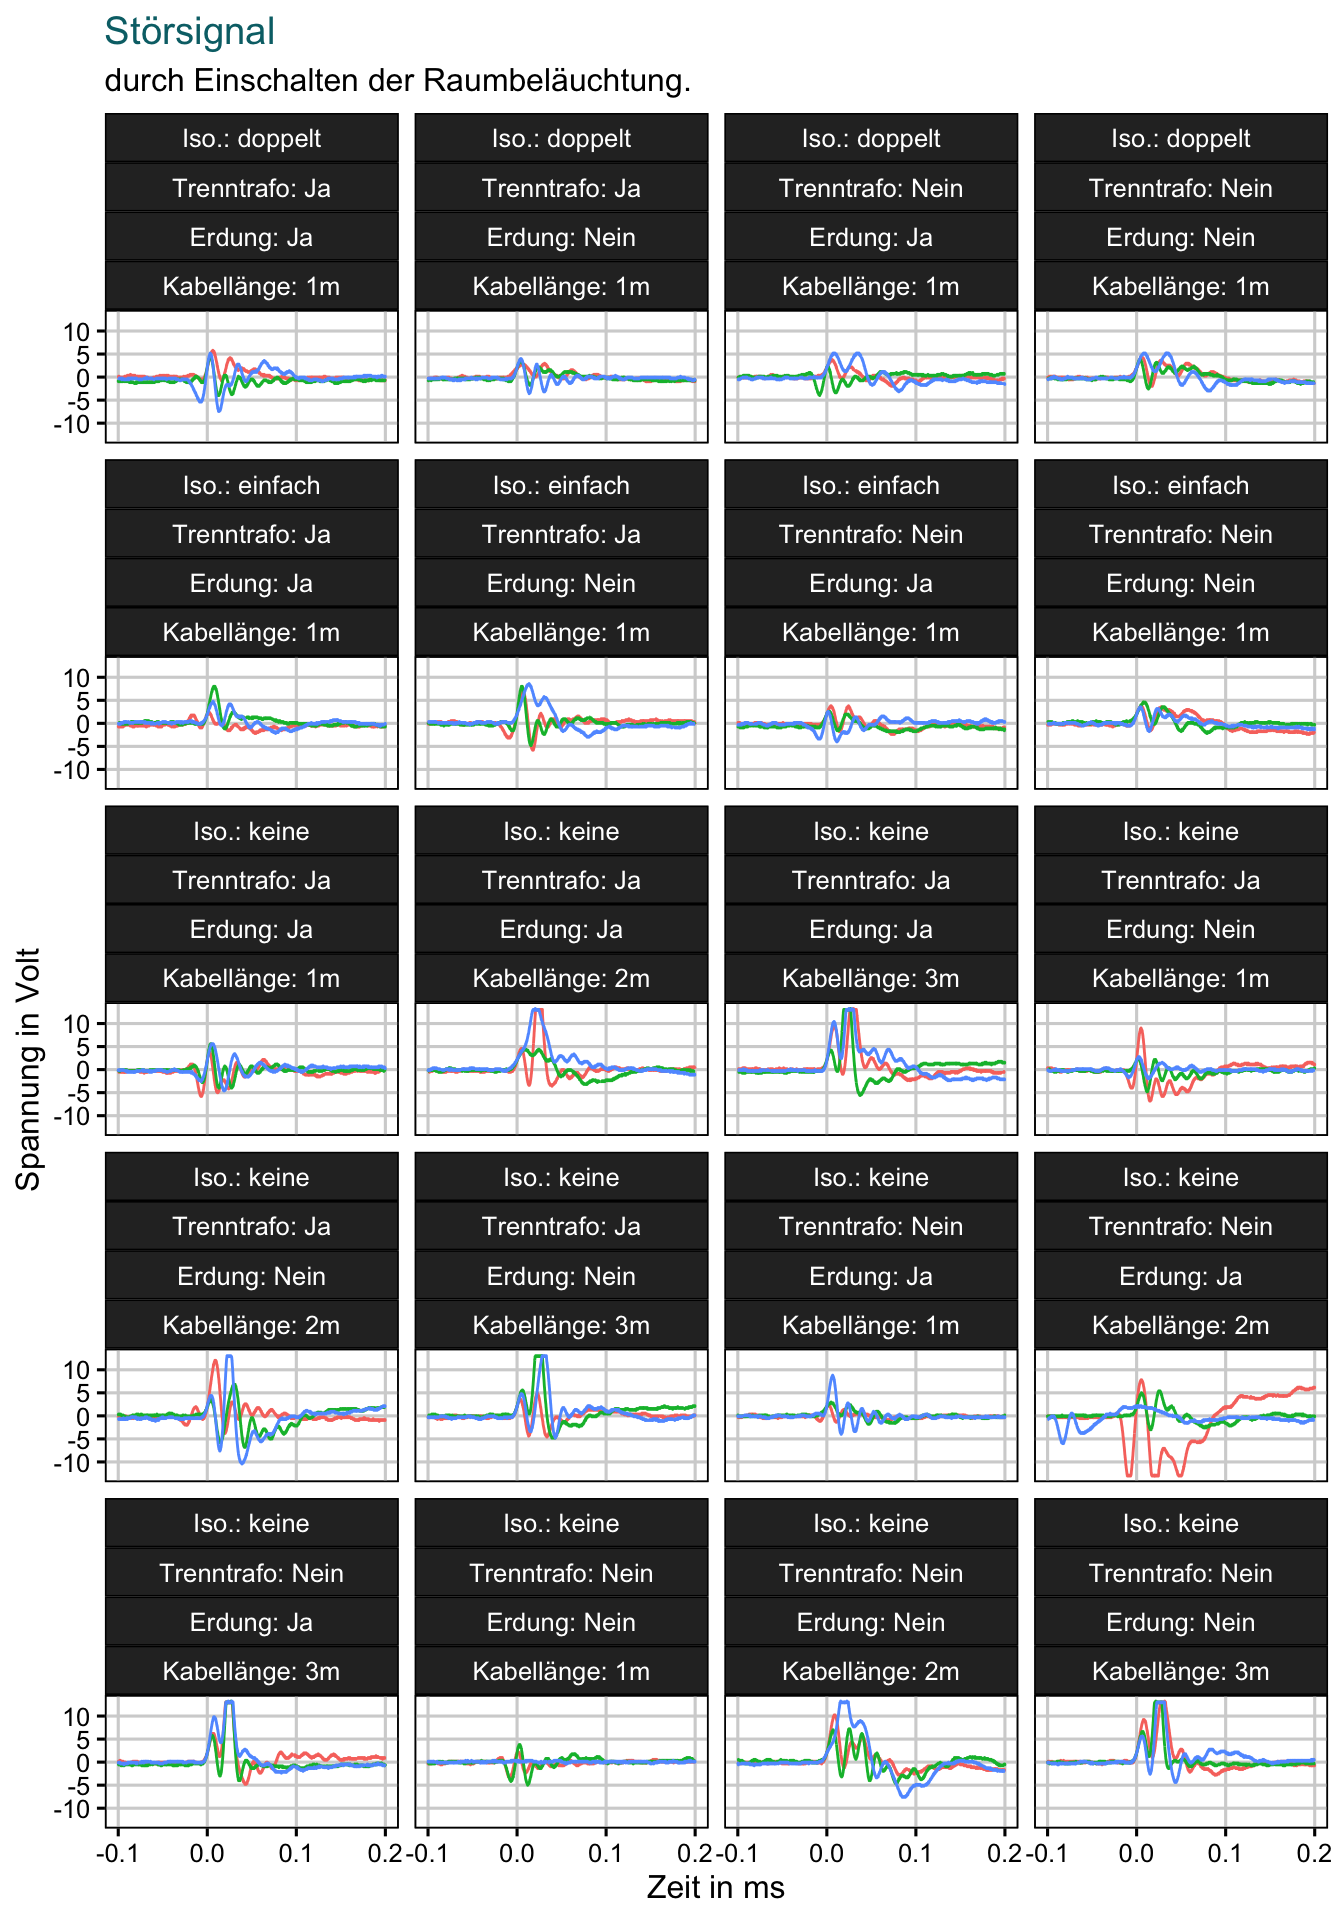 Störsignal
durch Einschalten der Raumbeläuchtung.
Iso.: doppelt
Trenntrafo: Ja
Erdung: Ja
Kabellänge: 1m
Iso.: doppelt
Trenntrafo: Ja
Erdung: Nein
Kabellänge: 1m
Iso.: doppelt
Trenntrafo: Nein
Erdung: Ja
Kabellänge: 1m
Iso.: doppelt
Trenntrafo: Nein
Erdung: Nein
Kabellänge: 1m
10
5
0
-5
-10
Iso.: einfach
Trenntrafo: Ja
Erdung: Ja
Kabellänge: 1m
Iso.: einfach
Trenntrafo: Ja
Erdung: Nein
Kabellänge: 1m
Iso.: einfach
Trenntrafo: Nein
Erdung: Ja
Kabellänge: 1m
Iso.: einfach
Trenntrafo: Nein
Erdung: Nein
Kabellänge: 1m
10
5
0
-5
-10
Iso.: keine
Trenntrafo: Ja
Erdung: Ja
Kabellänge: 1m
Iso.: keine
Trenntrafo: Ja
Erdung: Ja
Kabellänge: 2m
Iso.: keine
Trenntrafo: Ja
Erdung: Ja
Kabellänge: 3m
Iso.: keine
Trenntrafo: Ja
Erdung: Nein
Kabellänge: 1m
10
5
0
-5
-10
Iso.: keine
Trenntrafo: Ja
Erdung: Nein
Kabellänge: 2m
Iso.: keine
Trenntrafo: Ja
Erdung: Nein
Kabellänge: 3m
Iso.: keine
Trenntrafo: Nein
Erdung: Ja
Kabellänge: 1m
Iso.: keine
Trenntrafo: Nein
Erdung: Ja
Kabellänge: 2m
10
5
0
-5
-10
Iso.: keine
Trenntrafo: Nein
Erdung: Ja
Kabellänge: 3m
Iso.: keine
Trenntrafo: Nein
Erdung: Nein
Kabellänge: 1m
Iso.: keine
Trenntrafo: Nein
Erdung: Nein
Kabellänge: 2m
Iso.: keine
Trenntrafo: Nein
Erdung: Nein
Kabellänge: 3m
10
5
0
-5
-10
-0.1 0.0 0.1 0.2
-0.1 0.0 0.1 0.2
-0.1 0.0 0.1 0.2
-0.1 0.0 0.1 0.2
Zeit in ms
Spannung in Volt